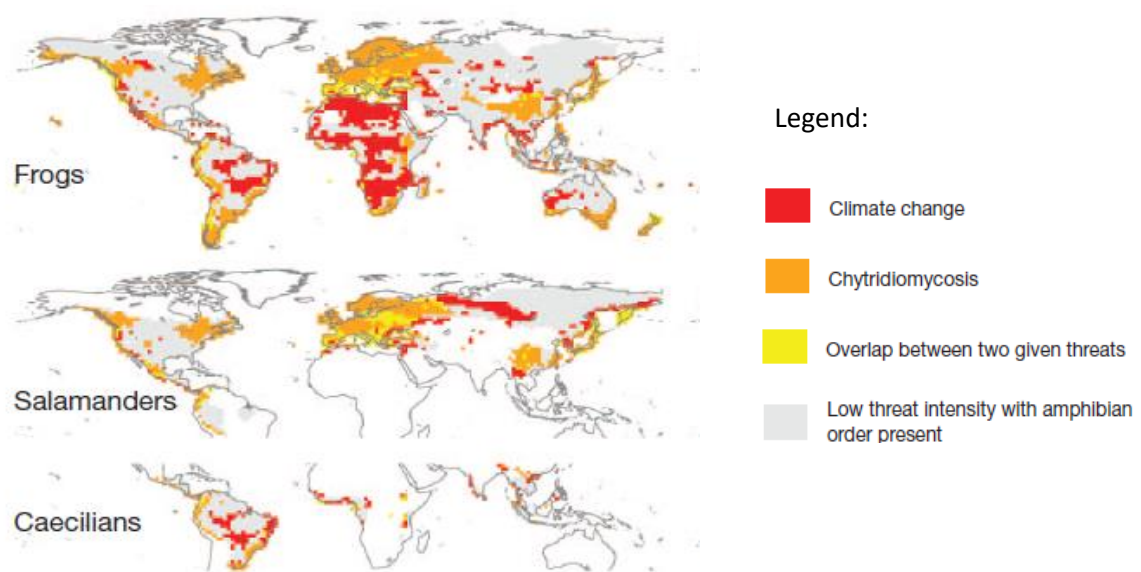 Legend:
Frogs
Climate change
Chytridiomycosis
Salamanders
Overlap between two given threats
Low threat intensity with amphibian
order present
Caecilians